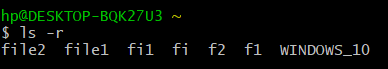 hp@DESKTOP-BQK27U3 ~
$ ls -r
file2  file1  fi1  fi  f2  f1  WINDOWS_10